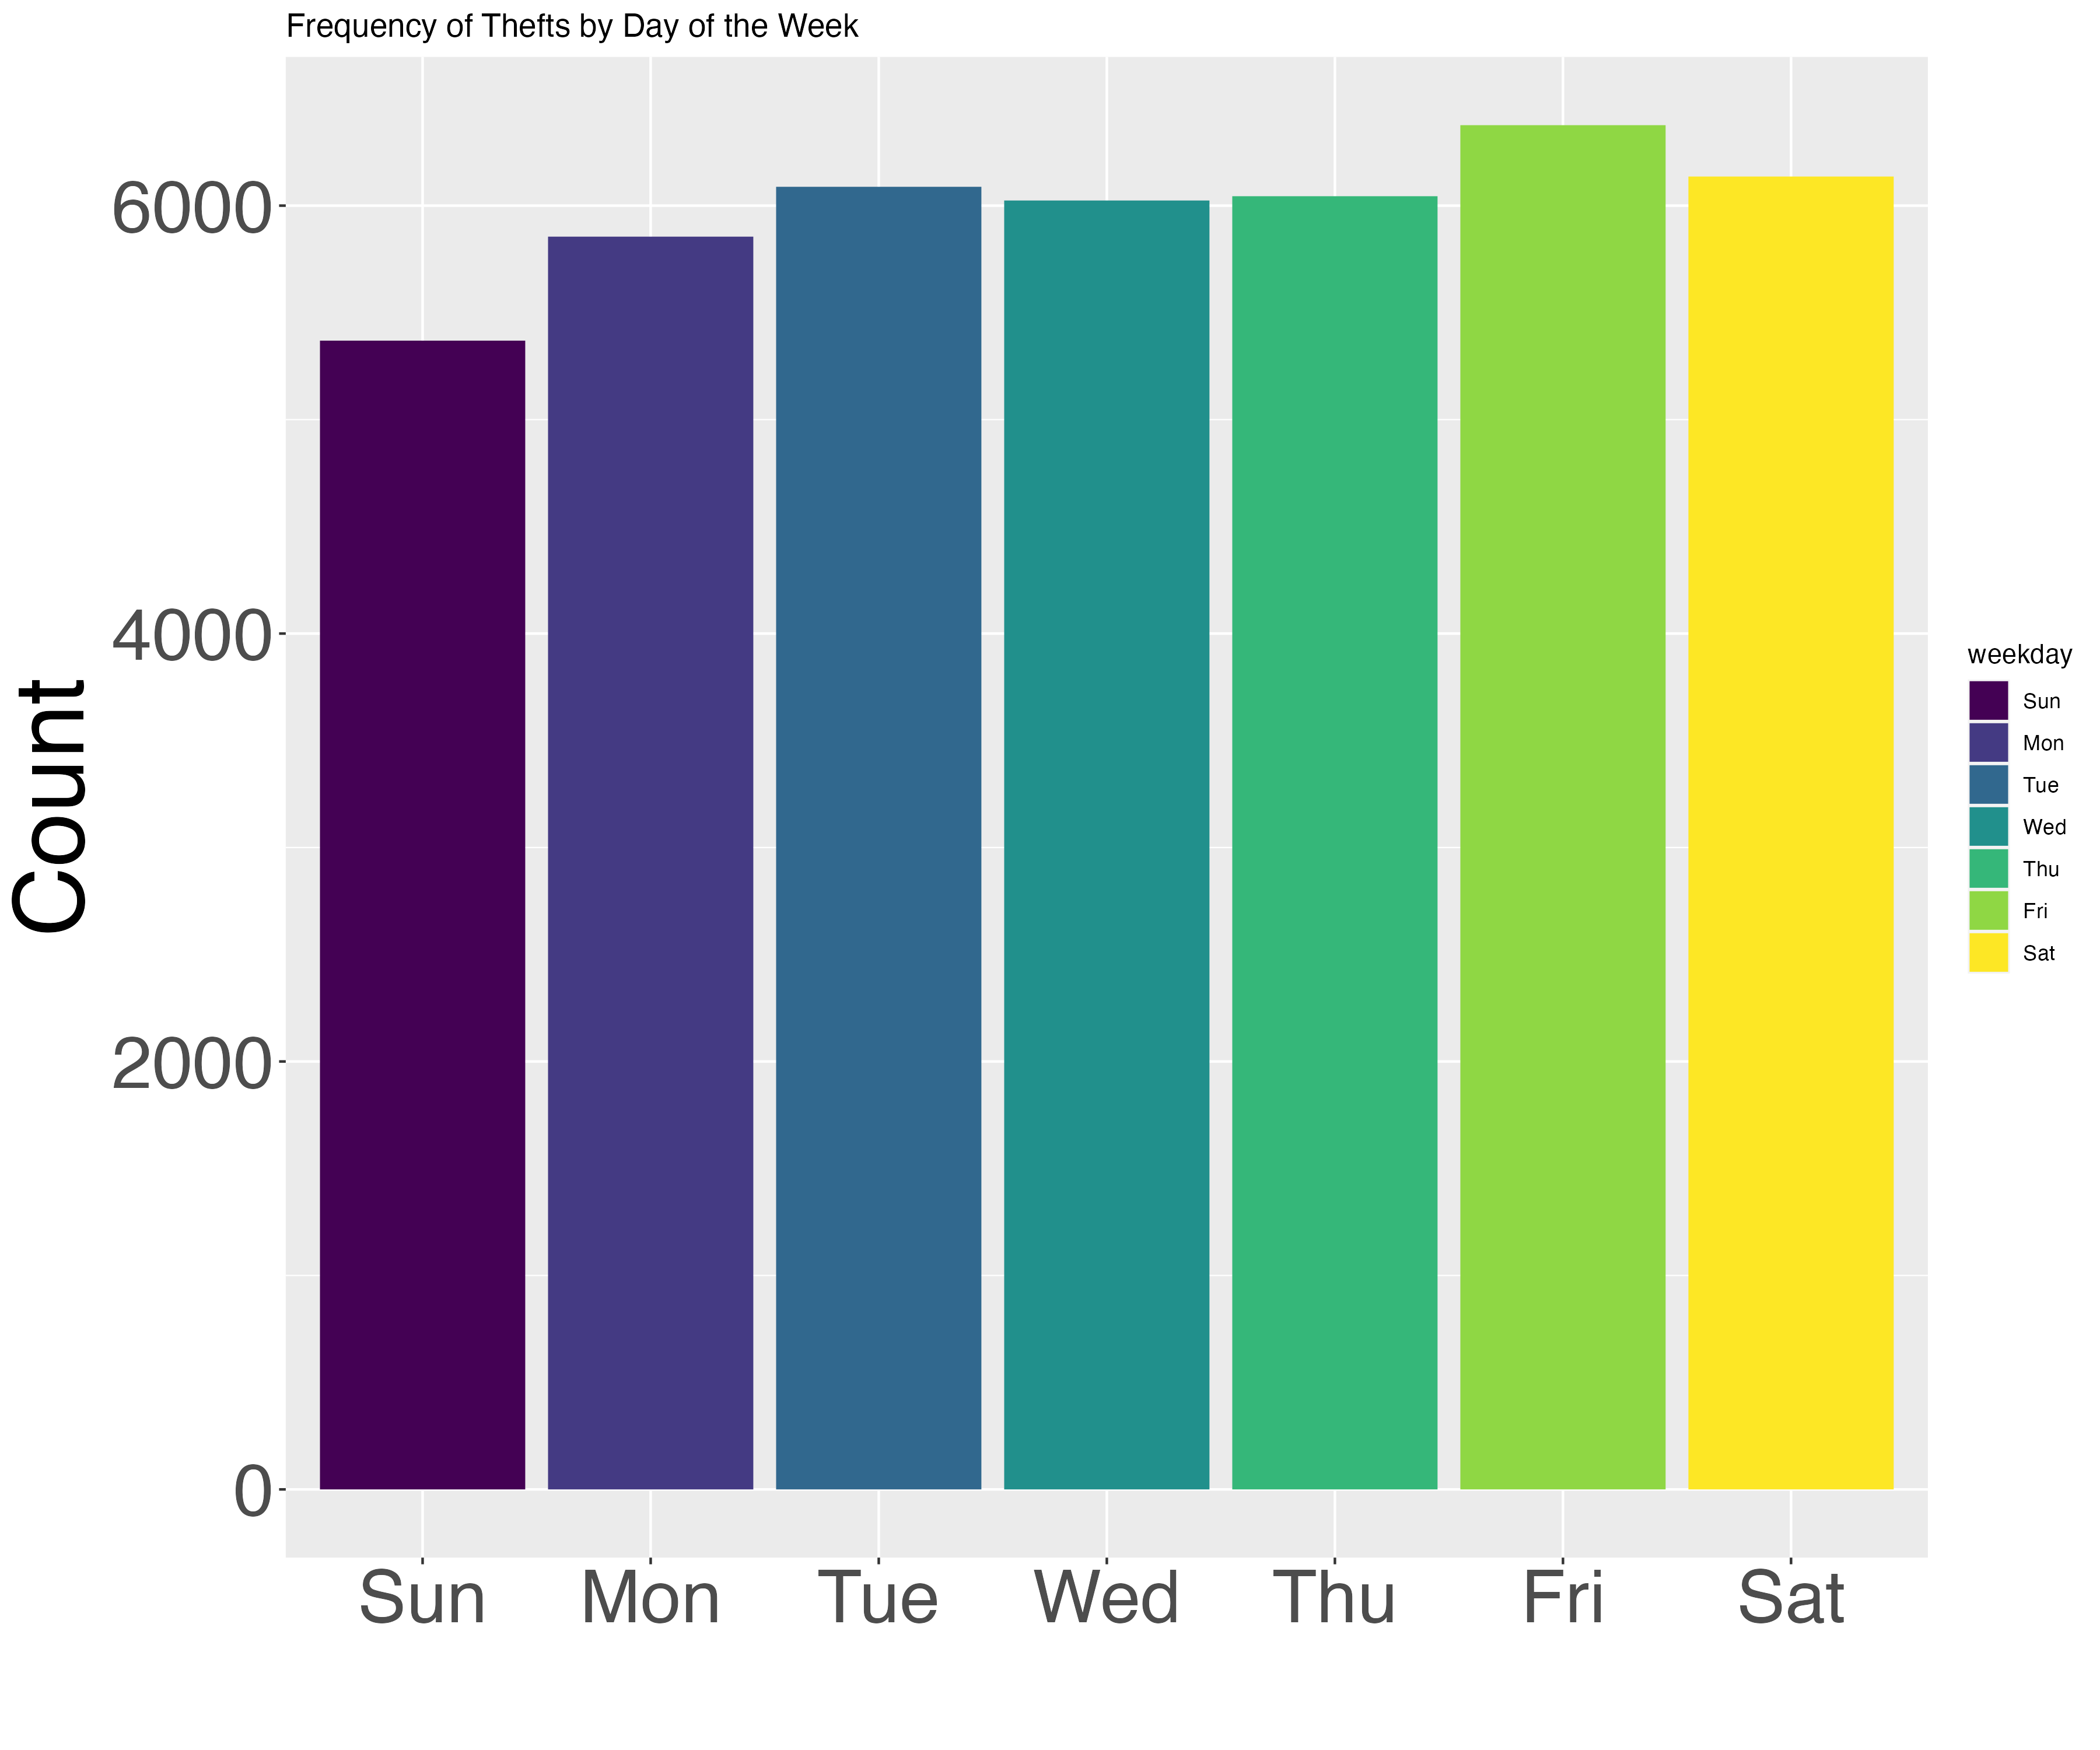 Frequency of Thefts by Day of the Week
6000
4000
2000
0
Count
Sun Mon Tue Wed Thu Fri Sat
weekday
Sun
Mon
Tue
Wed
Thu
Fri
Sat